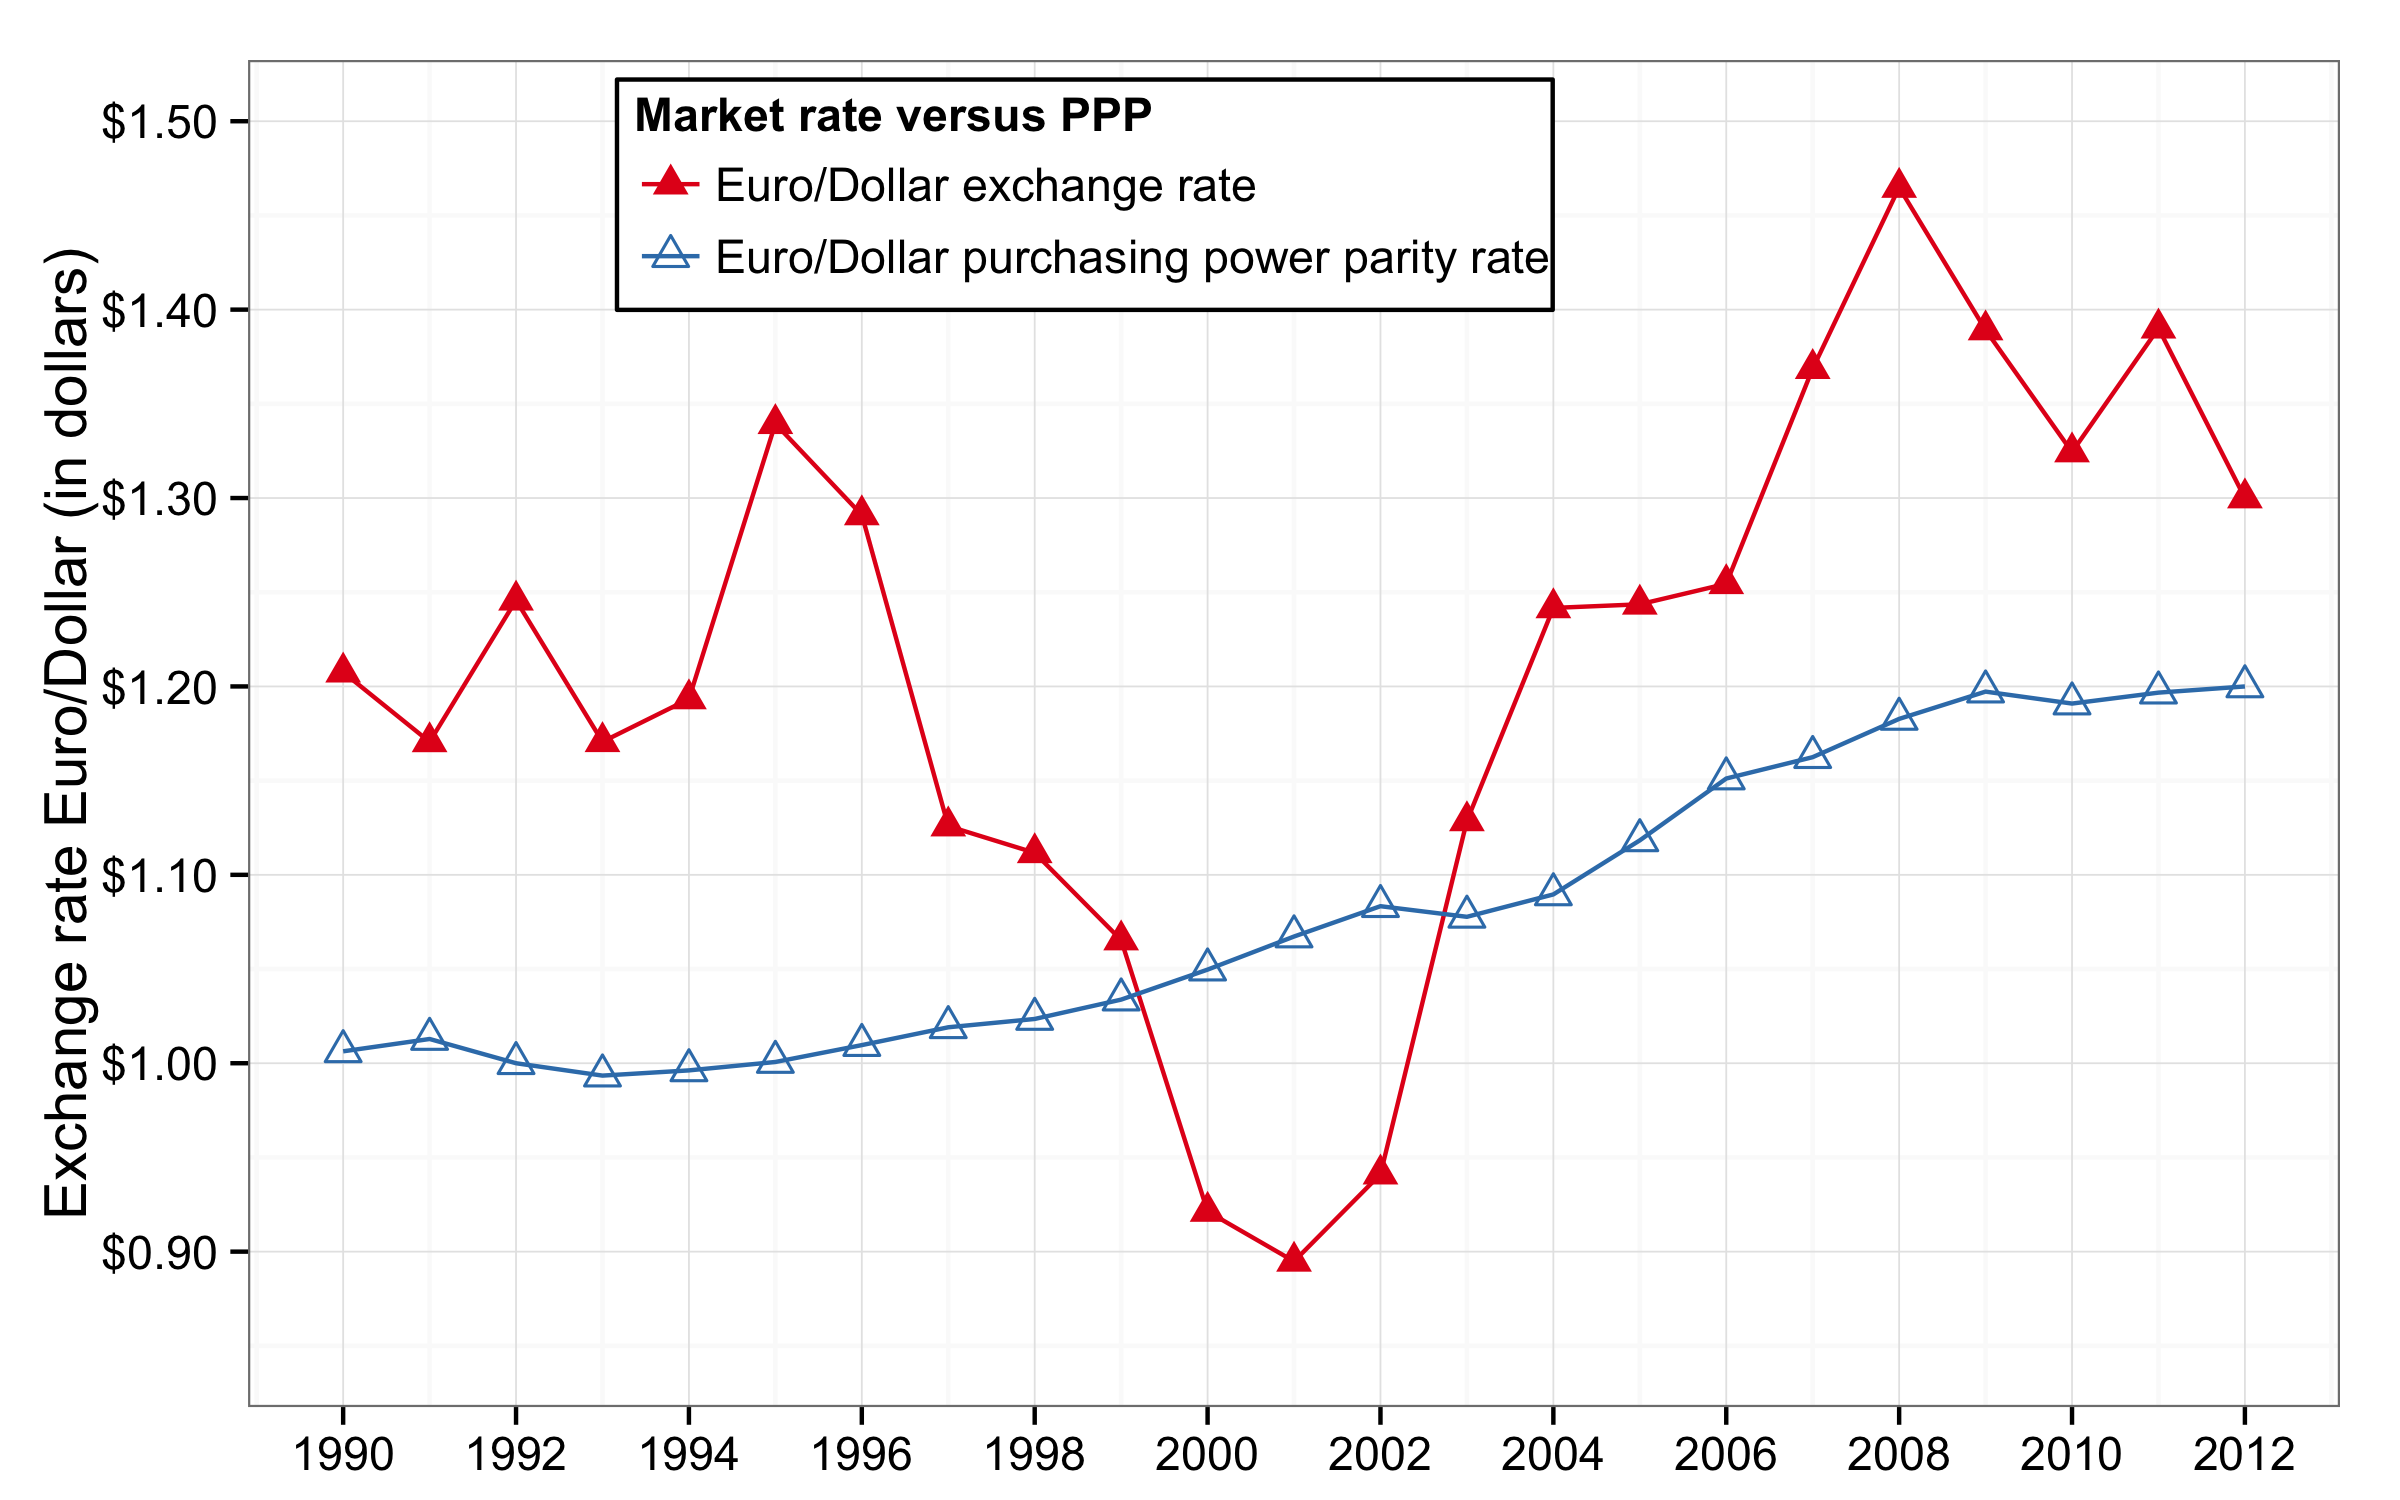 Market rate versus PPP
Euro/Dollar exchange rate
Euro/Dollar purchasing power parity rate
Exchange rate Euro/Dollar (in dollars)
$1.50
$1.40
$1.30
$1.20
$1.10
$1.00
$0.90
1990 1992 1994 1996 1998 2000 2002 2004 2006 2008 2010 2012